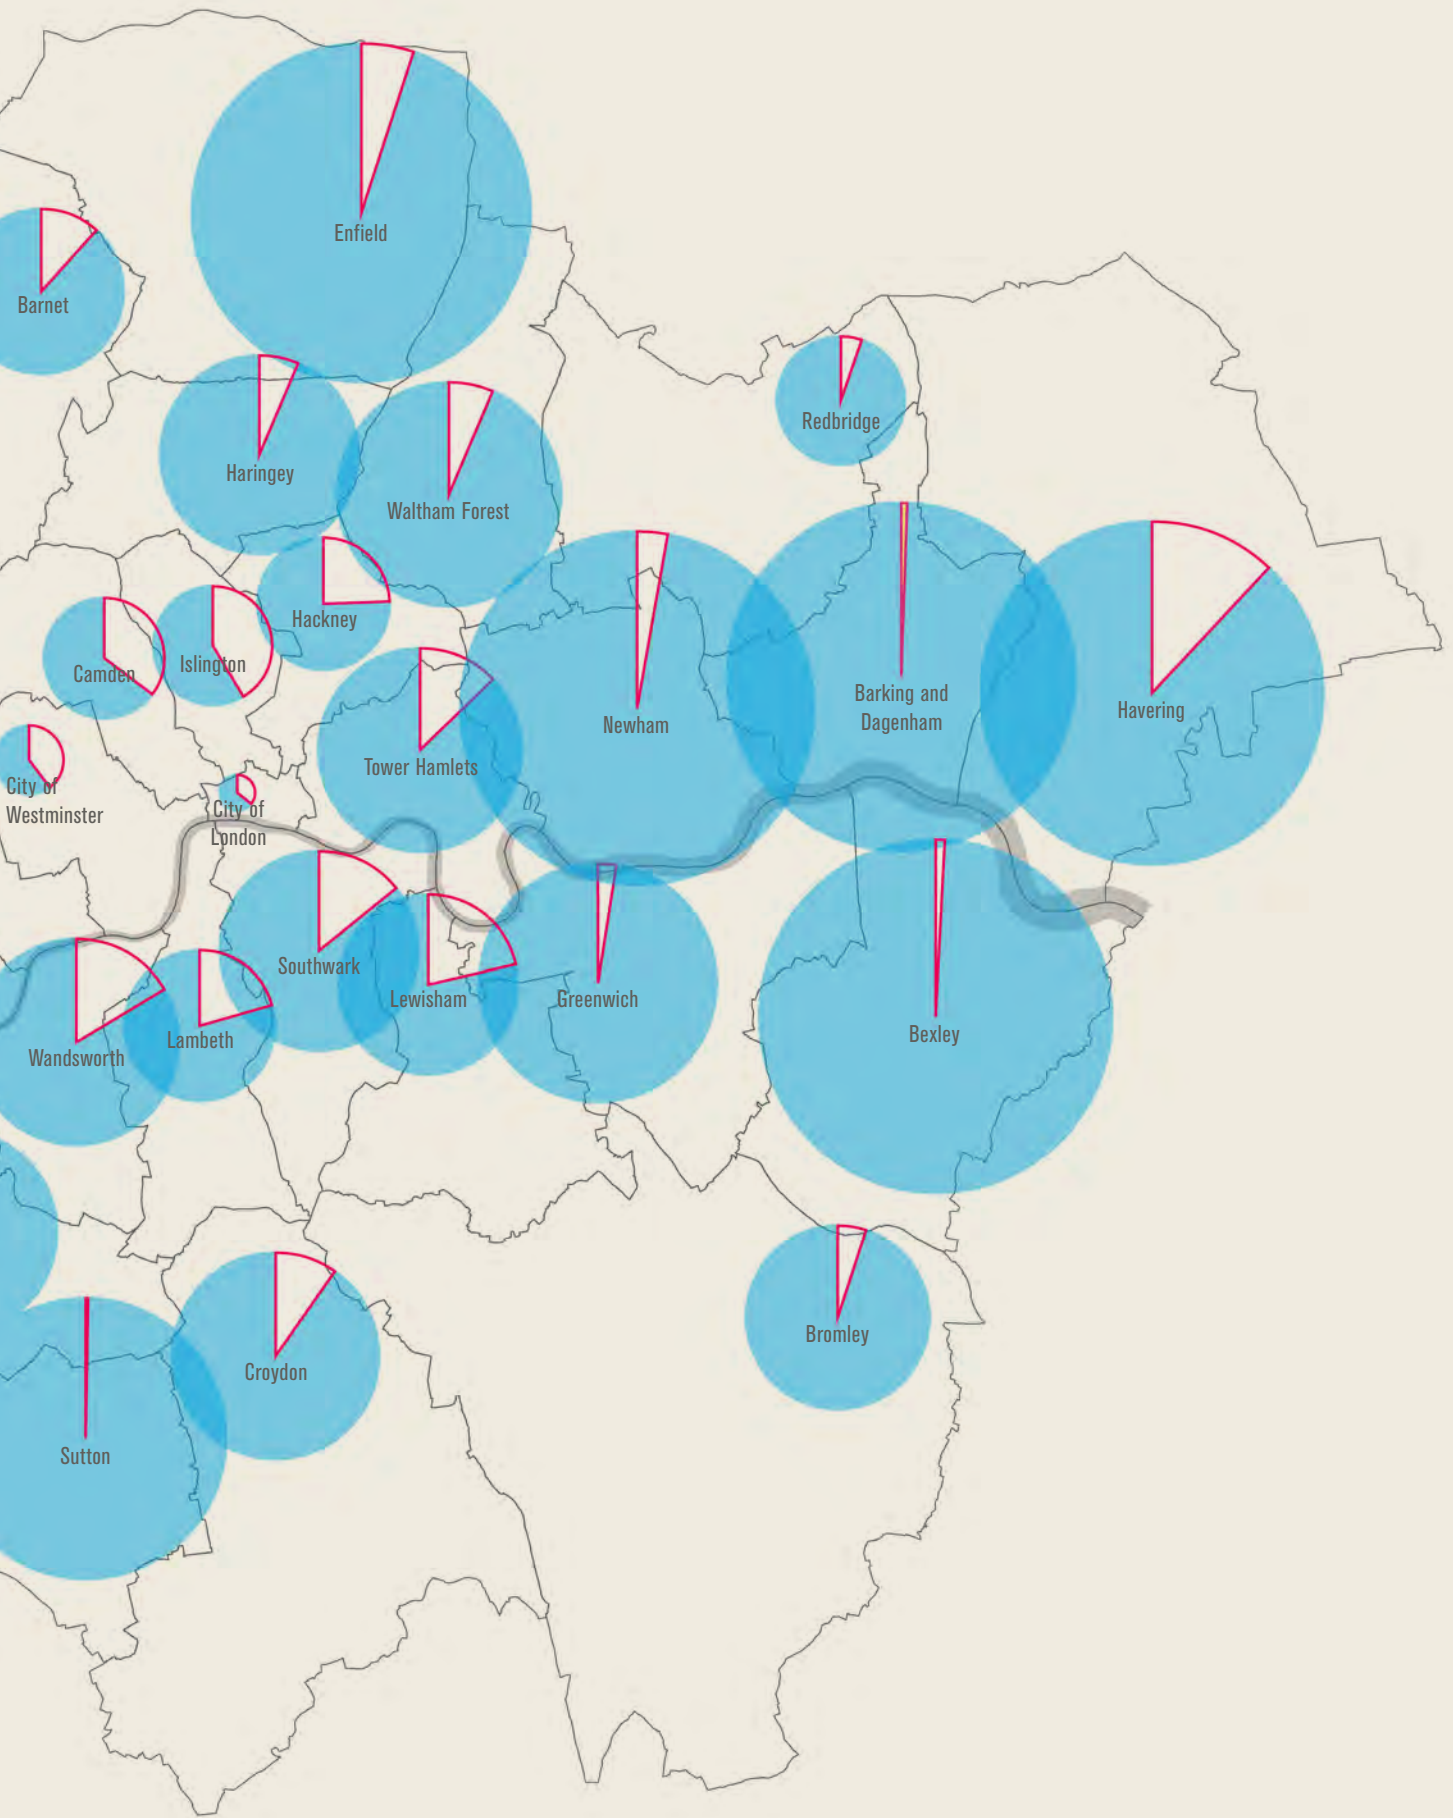 Enfield
Barnet
Redbridge
Haringey
Waltham Forest
Hackney
Islington
Camden
Barking and
Dagenham
Havering
Newham
Tower Hamlets
City of
Westminster
City of
London
Southwark
Lewisham
Greenwich
Lambeth
Bexley
Wandsworth
Bromley
Croydon
Sutton